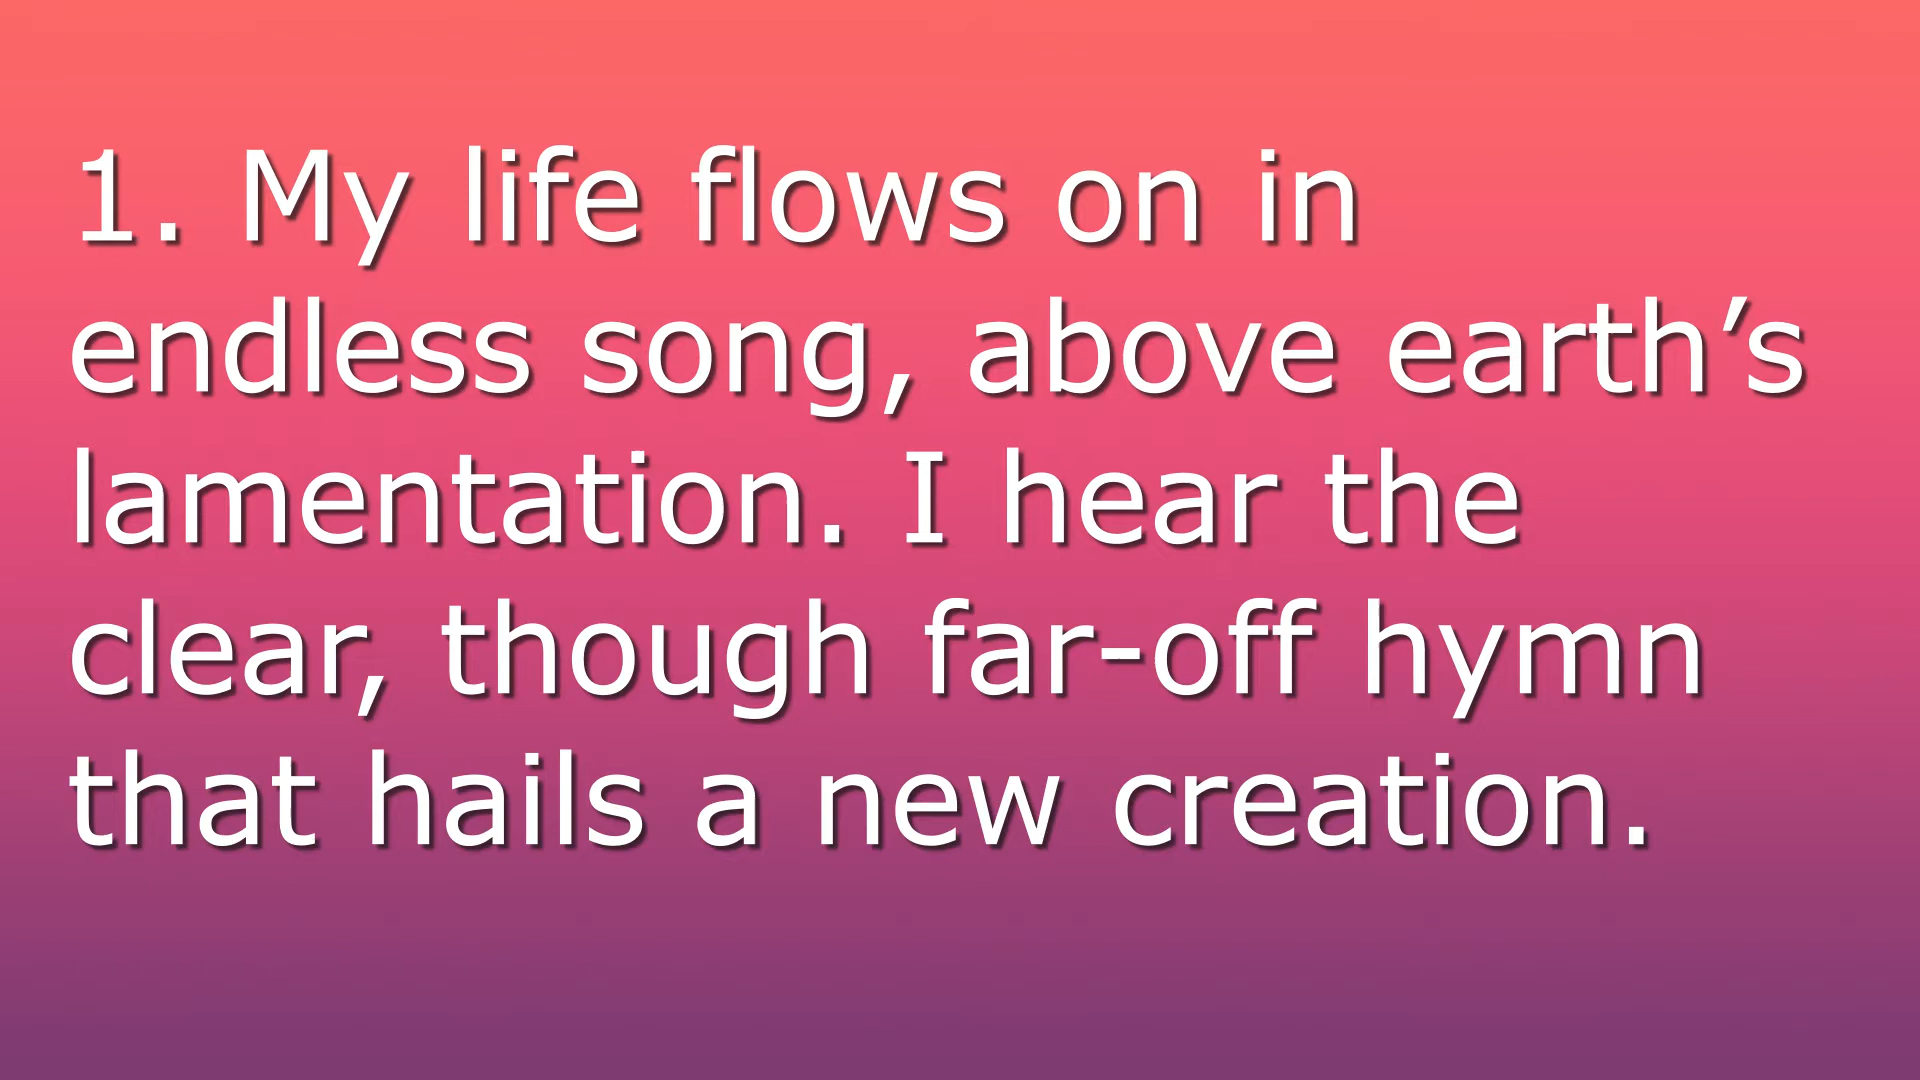 1. My life flows on in
endless song, above earth’s
lamentation. I hear the
clear, though far-off hymn
that hails a new creation.